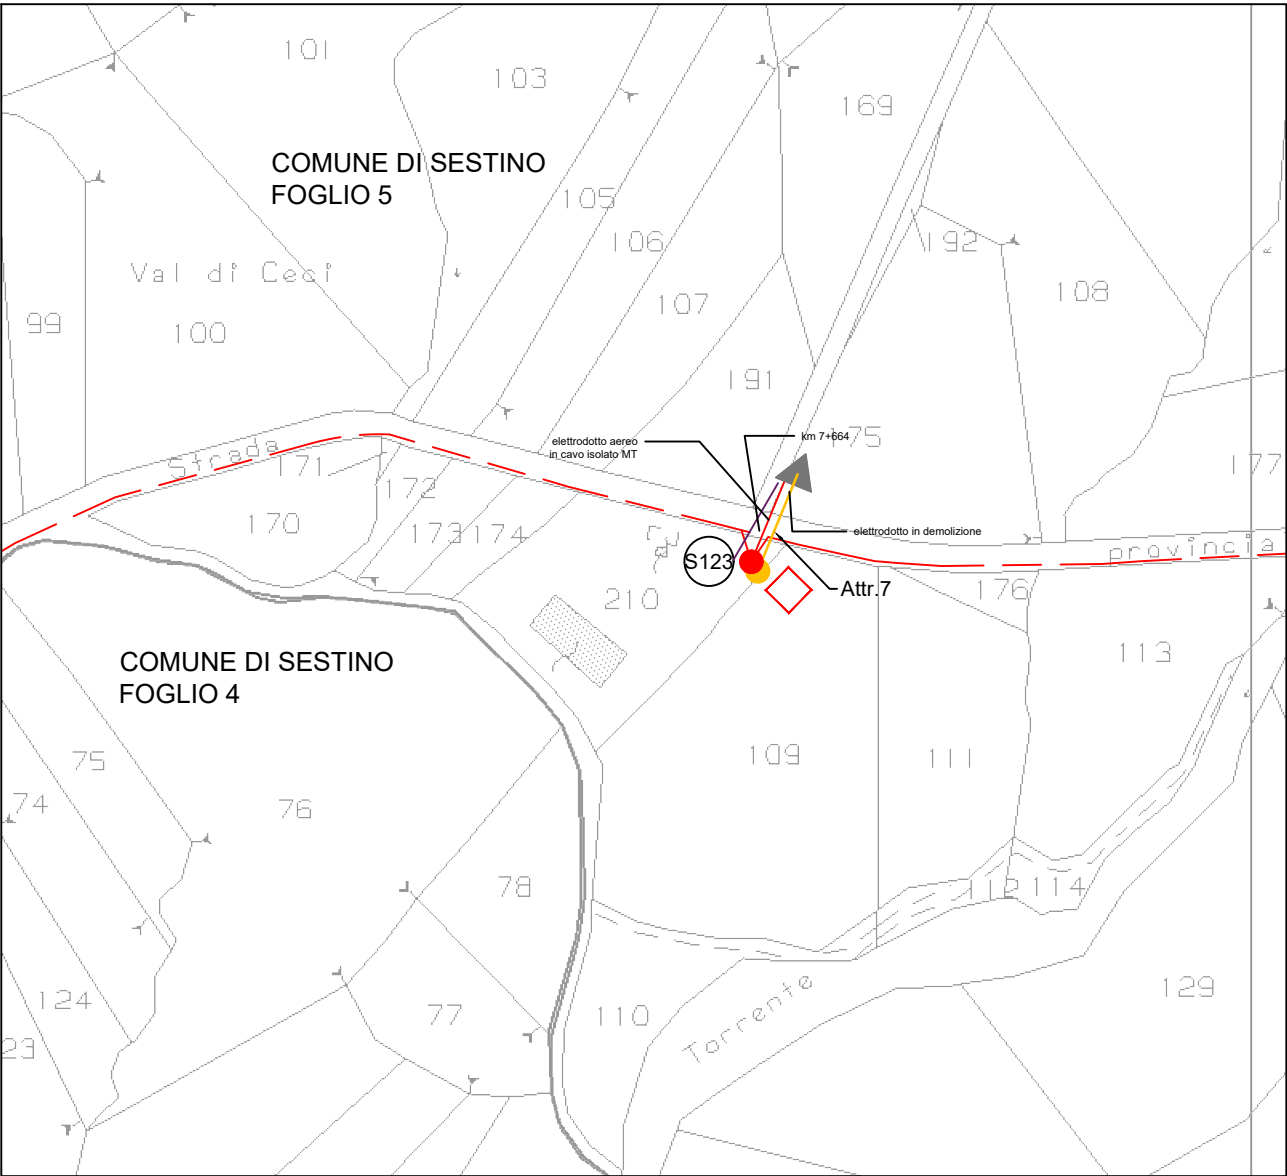 101
103
169
COMUNE DI SESTINO
FOGLIO 5
105
106
192
Val di Ceci
107
108
99
100
191
elettrodotto aereo
in cavo isolato MT
km 7+664
175
Strada
171
177
172
170
173
174
elettrodotto in demolizione
provincia
S123
Attr.7
176
210
COMUNE DI SESTINO
FOGLIO 4
113
75
109
111
74
76
78
112
114
124
77
110
Torrente
129
23